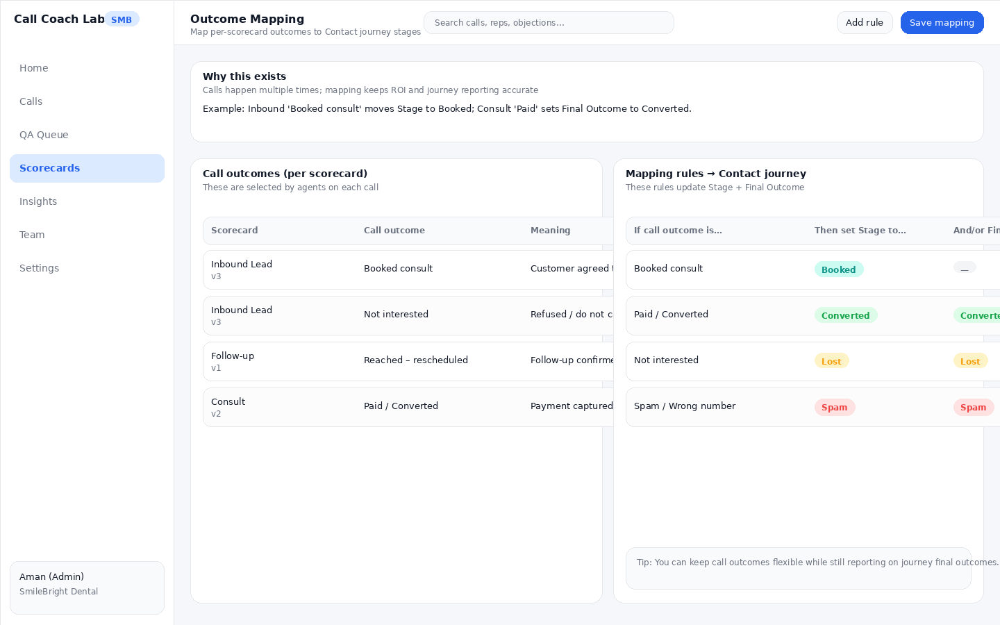 Call Coach Lab SMB
Home
Calls
QA Queue
Scorecards
Insights
Team
Settings
Aman (Admin)
SmileBright Dental
Outcome Mapping
Map per-scorecard outcomes to Contact journey stages
Search calls, reps, objections…
Add rule
Save mapping
Why this exists
Calls happen multiple times; mapping keeps ROI and journey reporting accurate
Example: Inbound 'Booked consult' moves Stage to Booked; Consult 'Paid' sets Final Outcome to Converted.
Call outcomes (per scorecard)
These are selected by agents on each call
Scorecard Call outcome Meaning
Inbound Lead
v3
Booked consult
Customer agreed
Inbound Lead
v3
Not interested
Refused / do not
Follow-up
v1
Reached – rescheduled
Follow-up confirme
Consult
v2
Paid / Converted
Payment captured
Mapping rules → Contact journey
These rules update Stage + Final Outcome
If call outcome is… Then set Stage to… And/or Fin
Booked consult Booked —
Paid / Converted Converted Converte
Not interested Lost Lost
Spam / Wrong number Spam Spam
Tip: You can keep call outcomes flexible while still reporting on journey final outcomes.